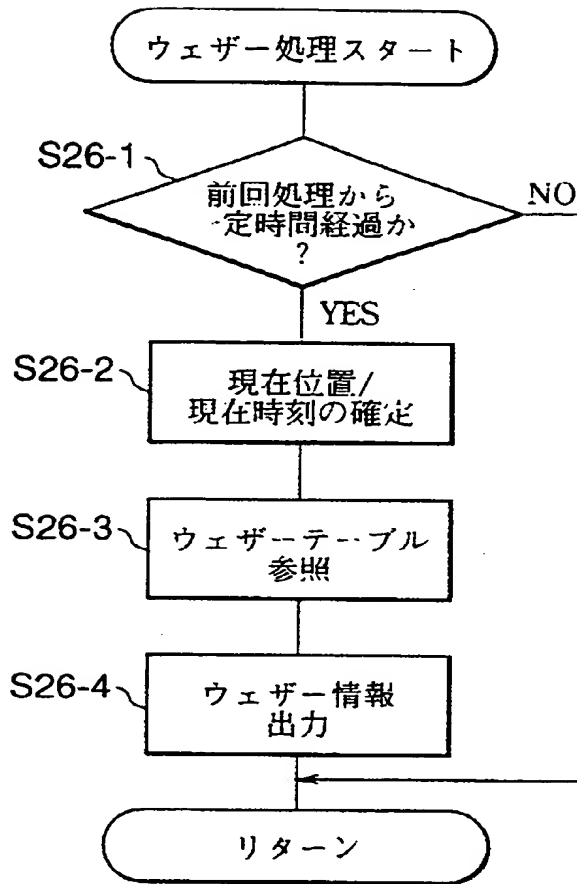 ウェザー処理スタート
S26-1
前回処理から
一定時間経過か
?
NO
YES
S26-2
現在位置/
現在時刻の確定
S26-3
ウェザーテーブル
参照
S26-4
ウェザー情報
出力
リターン